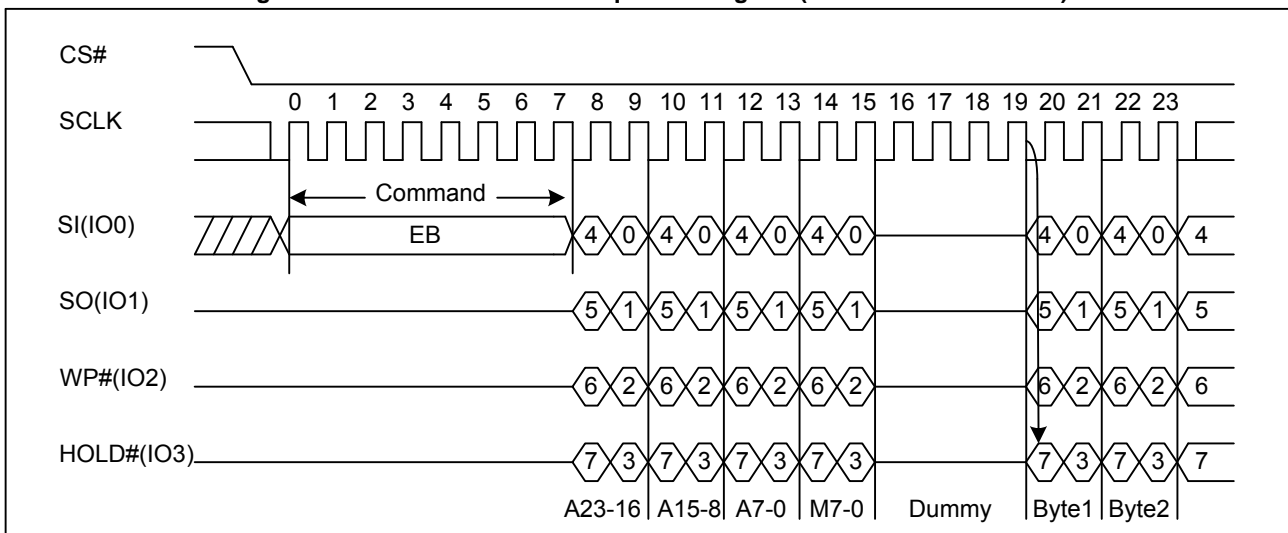 CS#
0 1 2 3 4 5 6 7 8 9 10 11 12 13 14 15 16 17 18 19 20 21 22 23
SCLK
Command
SI(IO0) EB 4 0 4 0 4 0 4 0 4 0 4 0 4
SO(IO1) 5 1 5 1 5 1 5 1 5 1 5 1 5
WP#(IO2) 6 2 6 2 6 2 6 2 6 2 6 2 6
HOLD#(IO3) 7 3 7 3 7 3 7 3 7 3 7 3 7
A23-16 A15-8 A7-0 M7-0 Dummy Byte1 Byte2